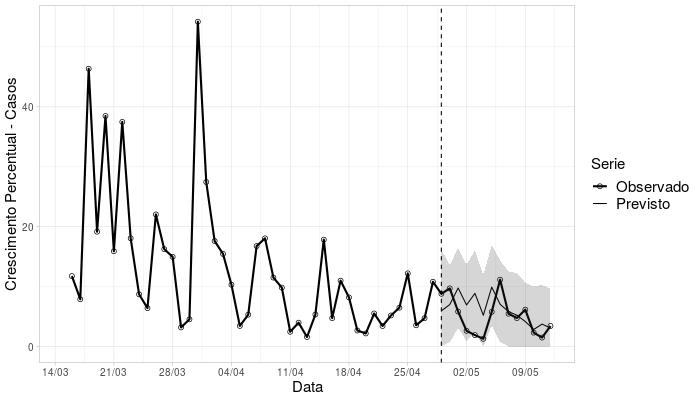 Crescimento Percentual - Casos
40
20
0
14/03 21/03 28/03 04/04 11/04 18/04 25/04 02/05 09/05
Data
Serie
Observado
Previsto